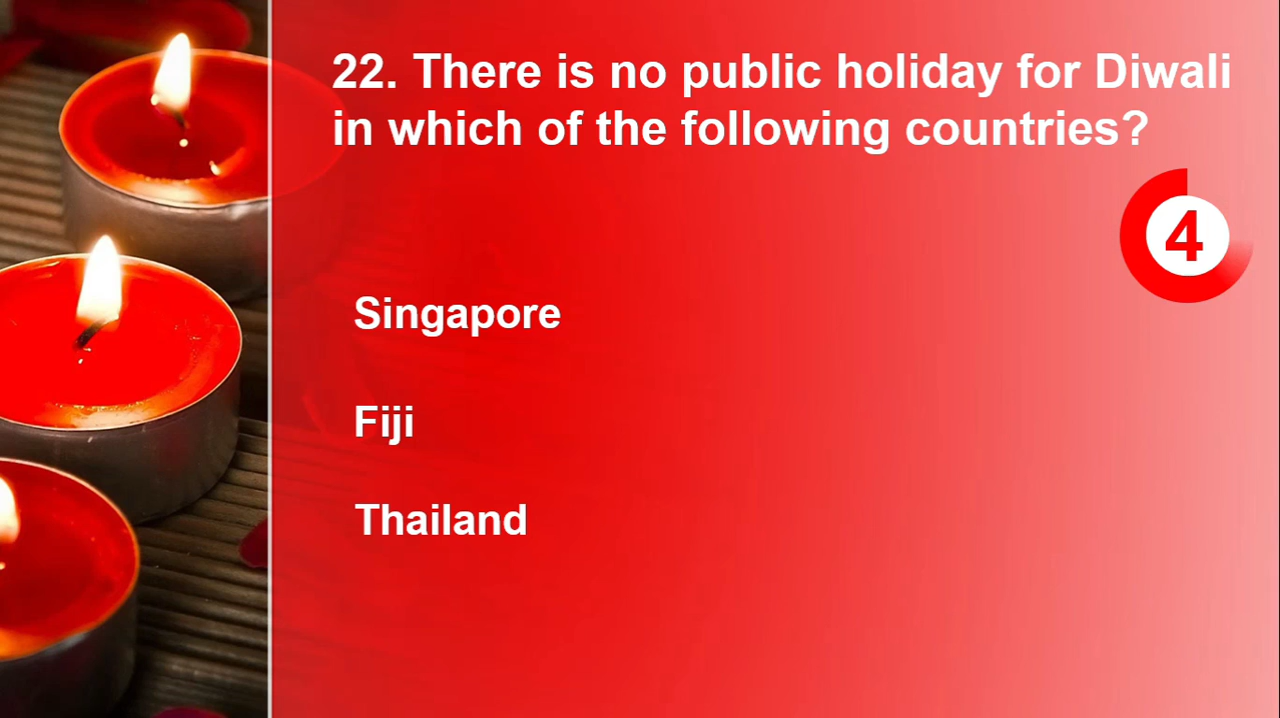 22. There is no public holiday for Diwali
in which of the following countries?
4
Singapore
Fiji
Thailand